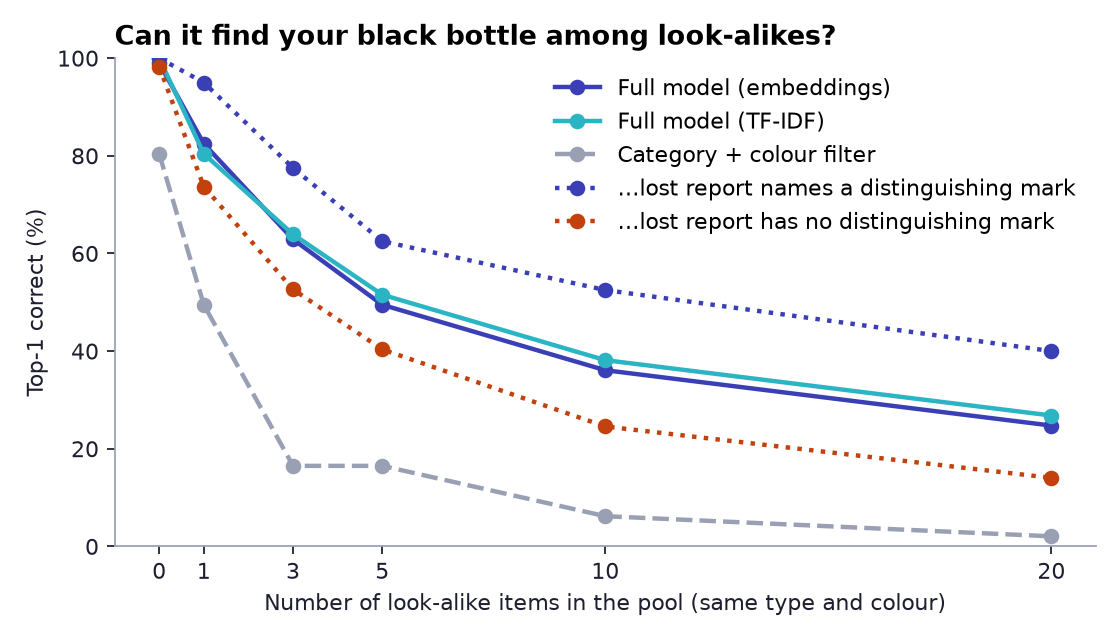 Can it find your black bottle among look-alikes?
Full model (embeddings)
Full model (TF-IDF)
Category + colour filter
...lost report names a distinguishing mark
...lost report has no distinguishing mark
Top-1 correct (%)
100
80
60
40
20
0
0 1 3 5 10 20
Number of look-alike items in the pool (same type and colour)